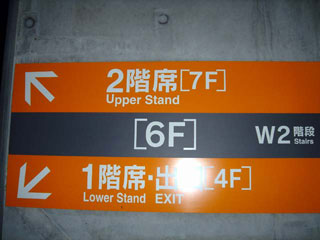 2階席[7F]
Upper Stand
[6F]
W2階段
Stairs
1階席・出[4F]
Lower Stand EXIT